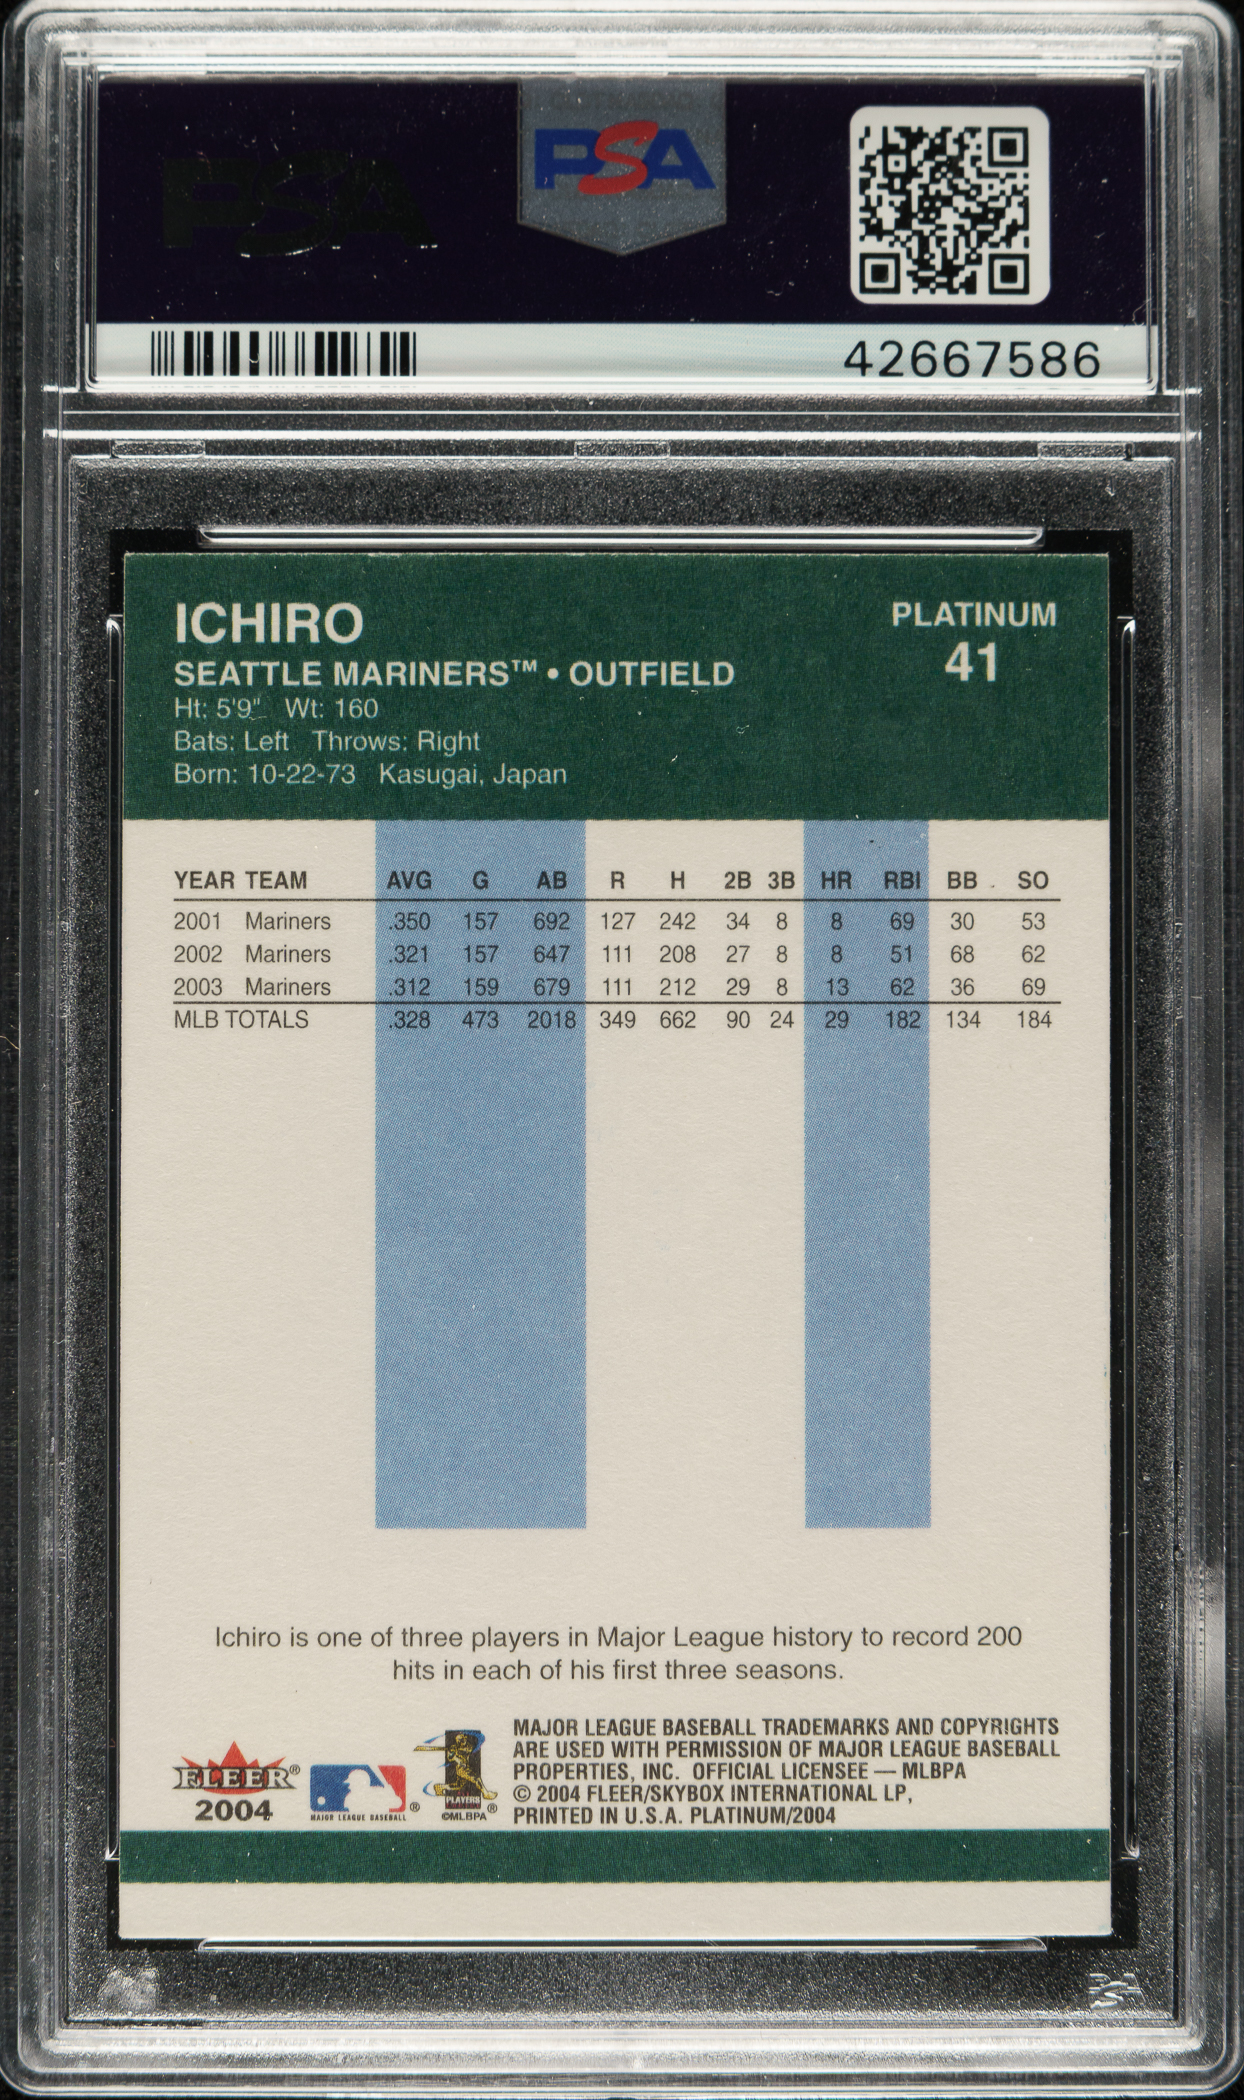 PSA
PSA
42667586
ICHIRO
PLATINUM
SEATTLE MARINERS™ • OUTFIELD
41
Ht: 5'9" Wt: 160
Bats: Left Throws: Right
Born: 10-22-73 Kasugai, Japan
YEAR TEAM AVG G AB R H 2B 3B HR RBI BB SO
2001 Mariners .350 157 692 127 242 34 8 8 69 30 53
2002 Mariners .321 157 647 111 208 27 8 8 51 68 62
2003 Mariners .312 159 679 111 212 29 8 13 62 36 69
MLB TOTALS .328 473 2018 349 662 90 24 29 182 134 184
Ichiro is one of three players in Major League history to record 200
hits in each of his first three seasons.
MAJOR LEAGUE BASEBALL TRADEMARKS AND COPYRIGHTS
ARE USED WITH PERMISSION OF MAJOR LEAGUE BASEBALL
PROPERTIES, INC. OFFICIAL LICENSEE — MLBPA
© 2004 FLEER/SKYBOX INTERNATIONAL LP,
PRINTED IN U.S.A. PLATINUM/2004
FLEER®
2004
MAJOR LEAGUE BASEBALL ®
PLAYERS
©MLBPA ®
PSA